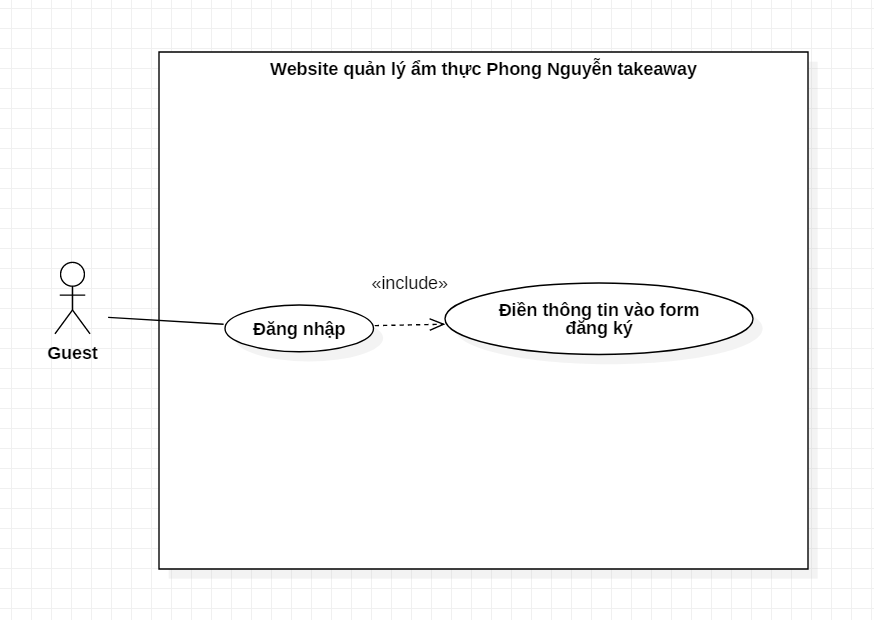 Website quản lý ẩm thực Phong Nguyễn takeaway
«include»
Điền thông tin vào form
đăng ký
Đăng nhập
Guest